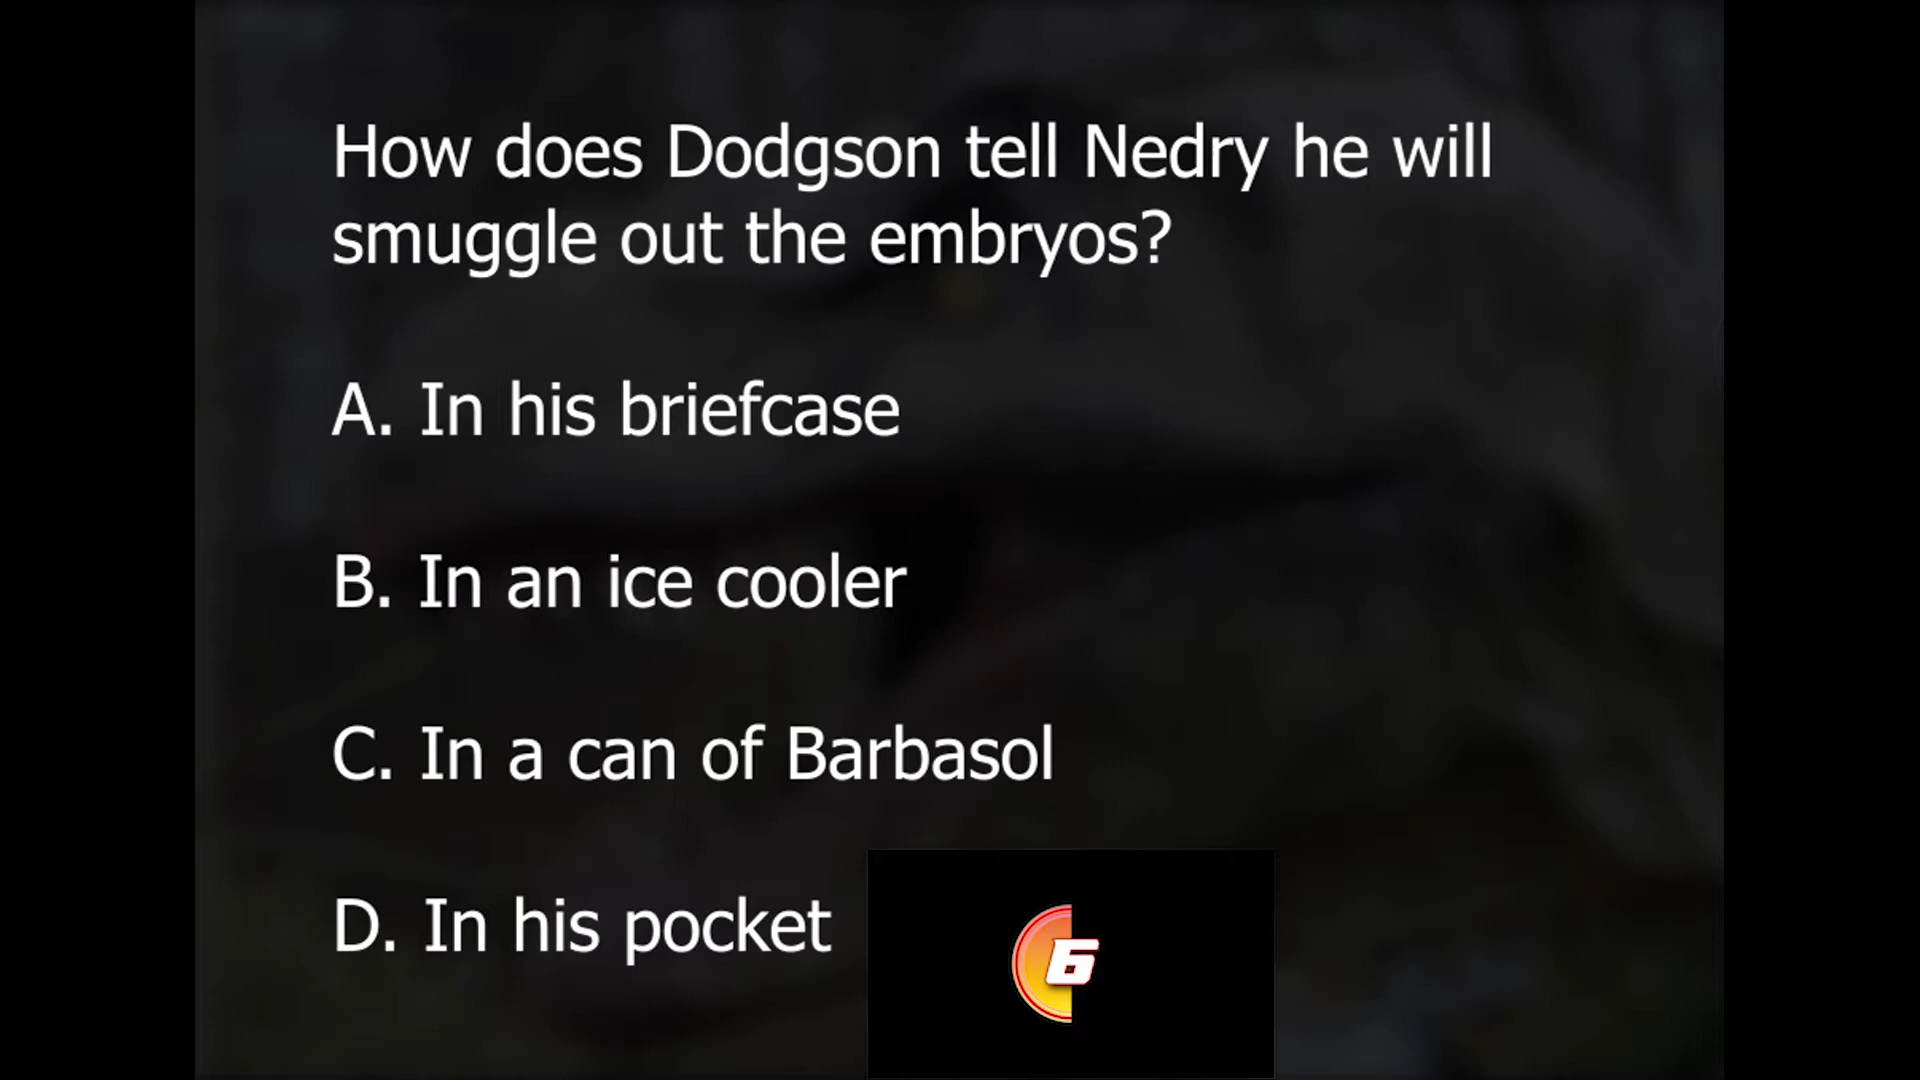 How does Dodgson tell Nedry he will
smuggle out the embryos?
A. In his briefcase
B. In an ice cooler
C. In a can of Barbasol
D. In his pocket
6